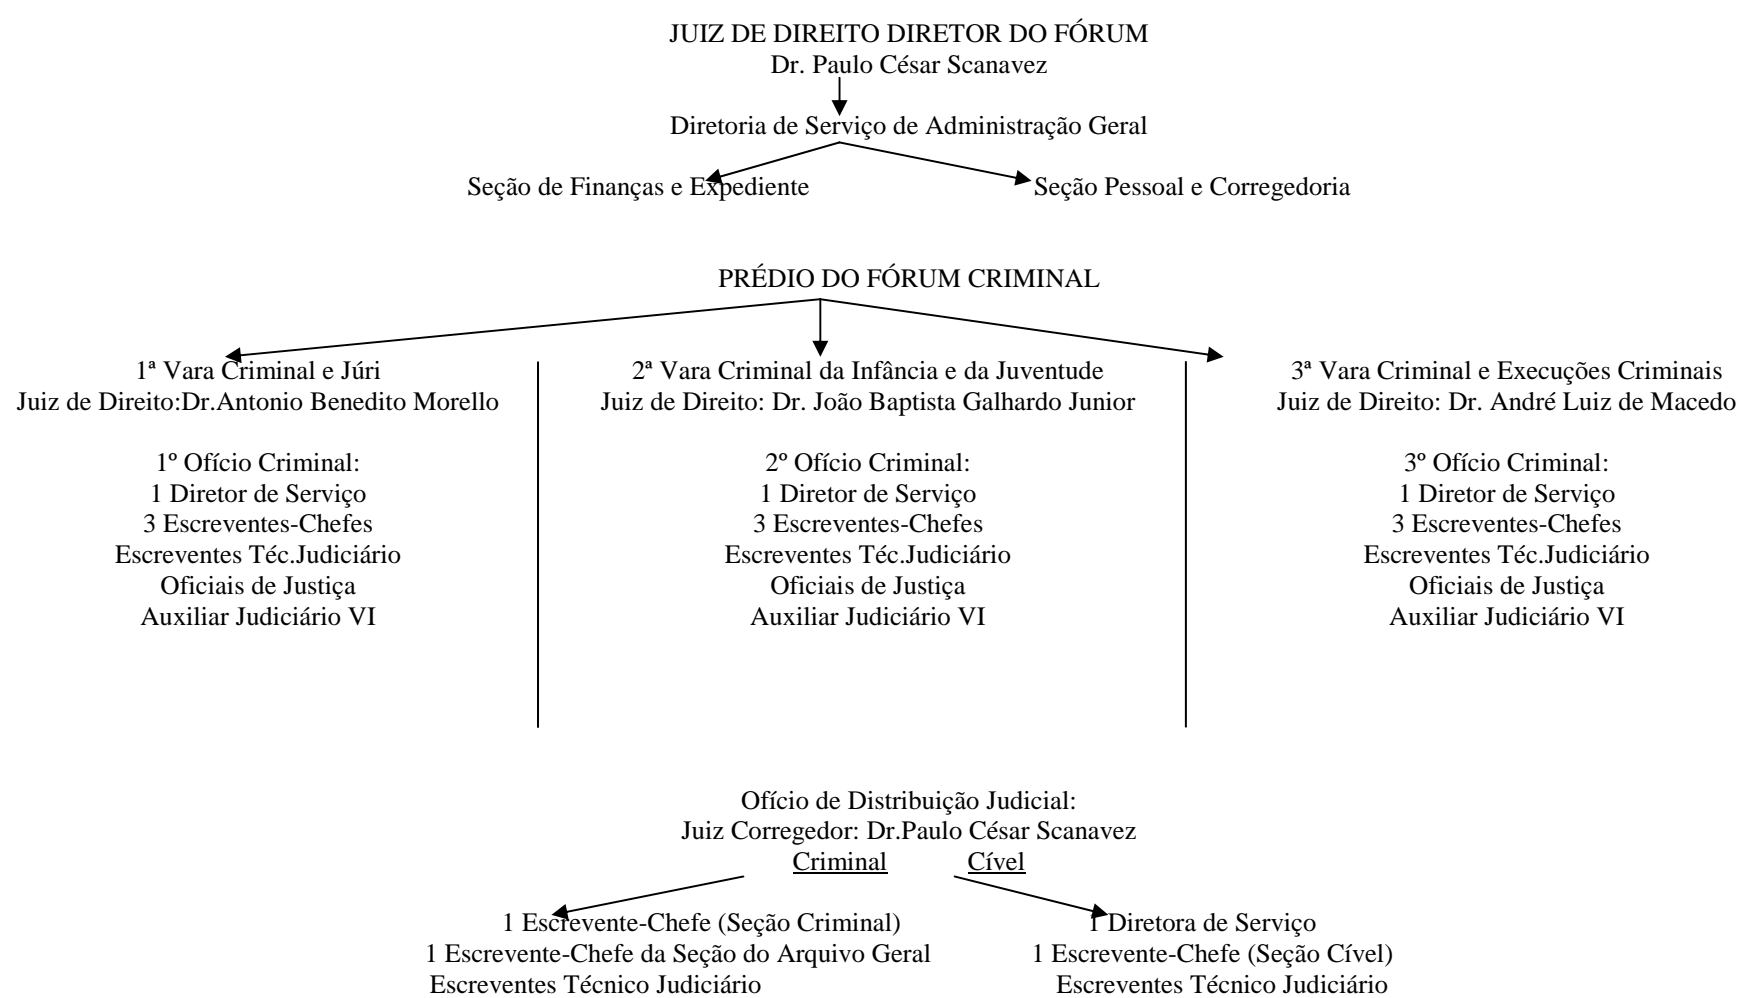 JUIZ DE DIREITO DIRETOR DO FÓRUM
Dr. Paulo César Scanavez
Diretoria de Serviço de Administração Geral
Seção de Finanças e Expediente
Seção Pessoal e Corregedoria
PRÉDIO DO FÓRUM CRIMINAL
1ª Vara Criminal e Júri
Juiz de Direito:Dr.Antonio Benedito Morello
1º Ofício Criminal:
1 Diretor de Serviço
3 Escreventes-Chefes
Escreventes Téc.Judiciário
Oficiais de Justiça
Auxiliar Judiciário VI
2ª Vara Criminal da Infância e da Juventude
Juiz de Direito: Dr. João Baptista Galhardo Junior
2º Ofício Criminal:
1 Diretor de Serviço
3 Escreventes-Chefes
Escreventes Téc.Judiciário
Oficiais de Justiça
Auxiliar Judiciário VI
3ª Vara Criminal e Execuções Criminais
Juiz de Direito: Dr. André Luiz de Macedo
3º Ofício Criminal:
1 Diretor de Serviço
3 Escreventes-Chefes
Escreventes Téc.Judiciário
Oficiais de Justiça
Auxiliar Judiciário VI
Ofício de Distribuição Judicial:
Juiz Corregedor: Dr.Paulo César Scanavez
Criminal
Cível
1 Escrevente-Chefe (Seção Criminal)
1 Escrevente-Chefe da Seção do Arquivo Geral
Escreventes Técnico Judiciário
1 Diretora de Serviço
1 Escrevente-Chefe (Seção Cível)
Escreventes Técnico Judiciário